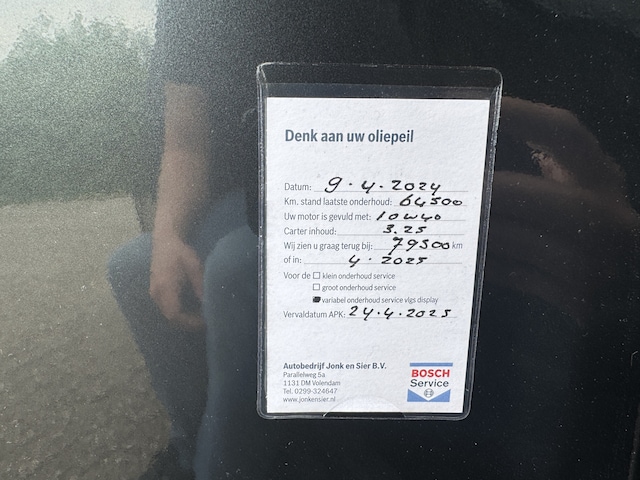 Denk aan uw oliepeil
Datum: 9.4.2024
Km. stand laatste onderhoud: 64500
Uw motor is gevuld met: 10W40
Carter inhoud: 3.25
Wij zien u graag terug bij: 79500 km
of in: 4.2025
Voor de klein onderhoud service
groot onderhoud service
variabel onderhoud service vlgs display
Vervaldatum APK: 24.4.2025
Autobedrijf Jonk en Sier B.V.
Parallelweg 5a
1131 DM Volendam
Tel. 0299-324647
www.jonkensier.nl
BOSCH
Service